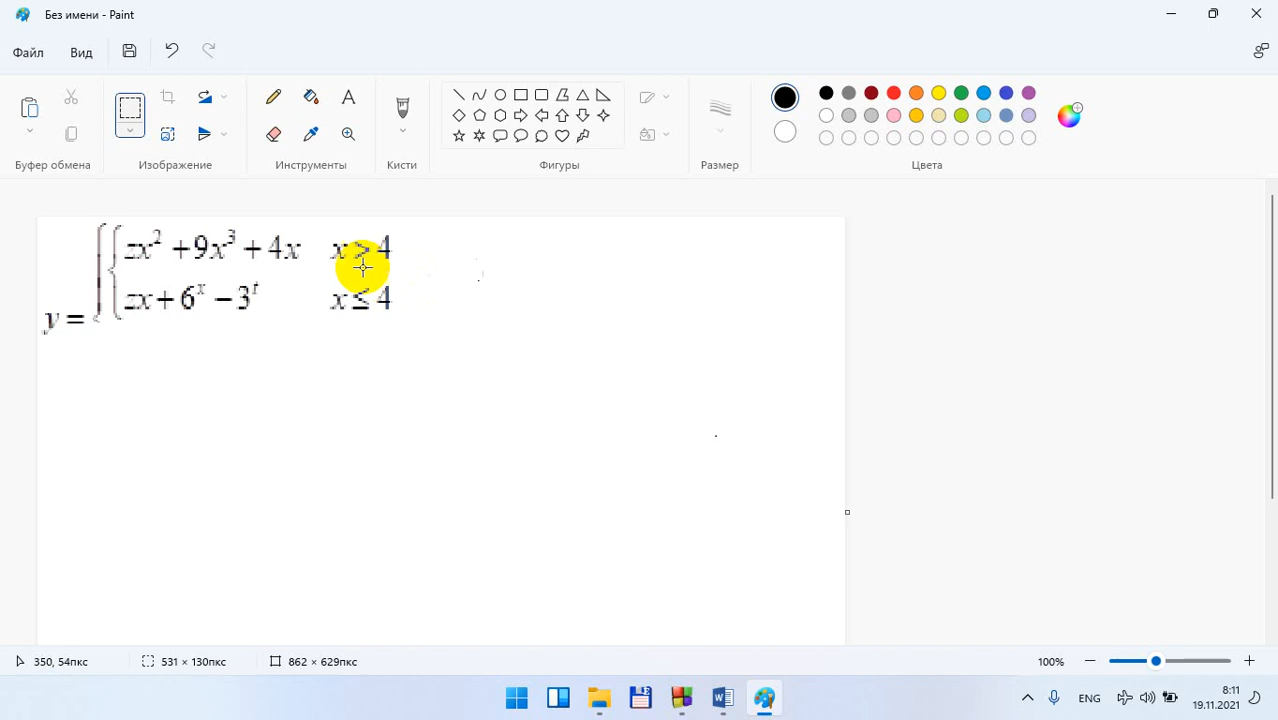 Без имени - Paint
Файл Вид
Буфер обмена Изображение Инструменты Кисти Фигуры Размер Цвета
zx² + 9x³ + 4x x > 4
zx + 6ˣ − 3ᵗ x ≤ 4
y =
350, 54пкс 531 × 130пкс 862 × 629пкс 100%
ENG 8:11
19.11.2021